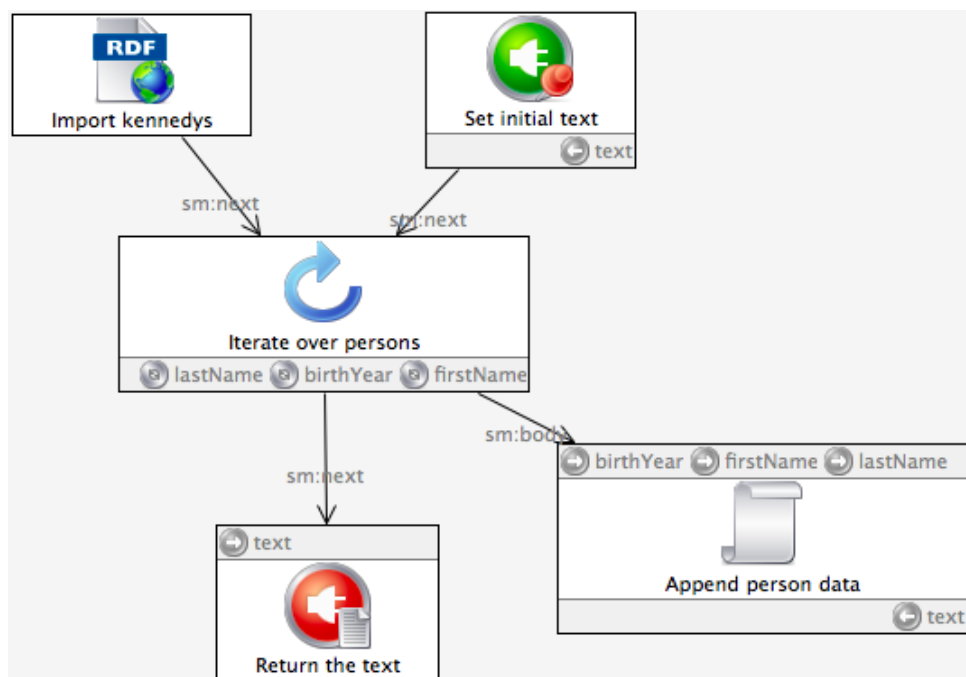 RDF
Import kennedys
Set initial text
text
sm:next
sm:next
Iterate over persons
lastName birthYear firstName
sm:body
sm:next
birthYear firstName lastName
text
Append person data
text
Return the text